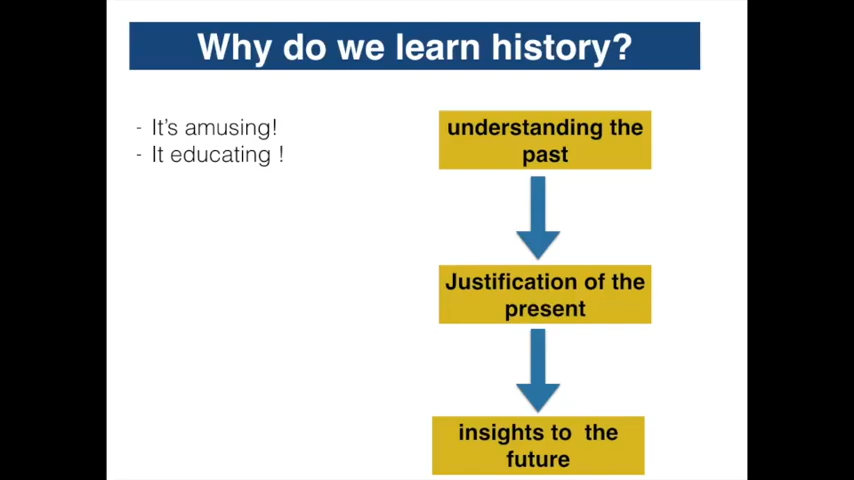 Why do we learn history?
- It's amusing!
- It educating !
understanding the
past
Justification of the
present
insights to  the
future